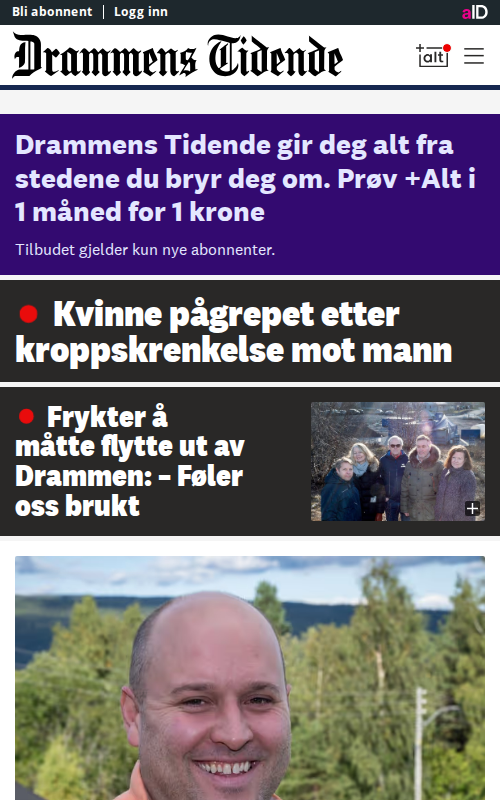 Bli abonnent | Logg inn
aID
Drammens Tidende
+alt
Drammens Tidende gir deg alt fra
stedene du bryr deg om. Prøv +Alt i
1 måned for 1 krone
Tilbudet gjelder kun nye abonnenter.
Kvinne pågrepet etter
kroppskrenkelse mot mann
Frykter å
måtte flytte ut av
Drammen: – Føler
oss brukt